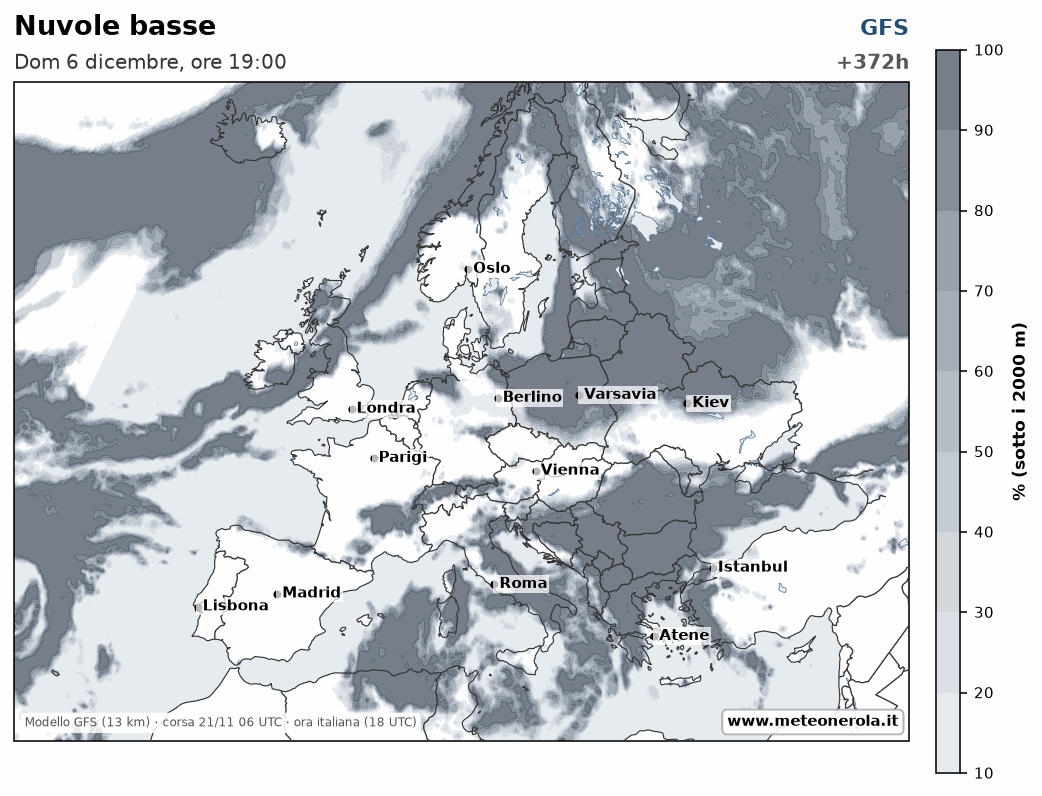 Nuvole basse
GFS
Dom 6 dicembre, ore 19:00
+372h
100
90
80
70
60
50
40
30
20
10
% (sotto i 2000 m)
Oslo
Berlino
Varsavia
Kiev
Londra
Parigi
Vienna
Istanbul
Roma
Madrid
Lisbona
Atene
Modello GFS (13 km) · corsa 21/11 06 UTC · ora italiana (18 UTC)
www.meteonerola.it